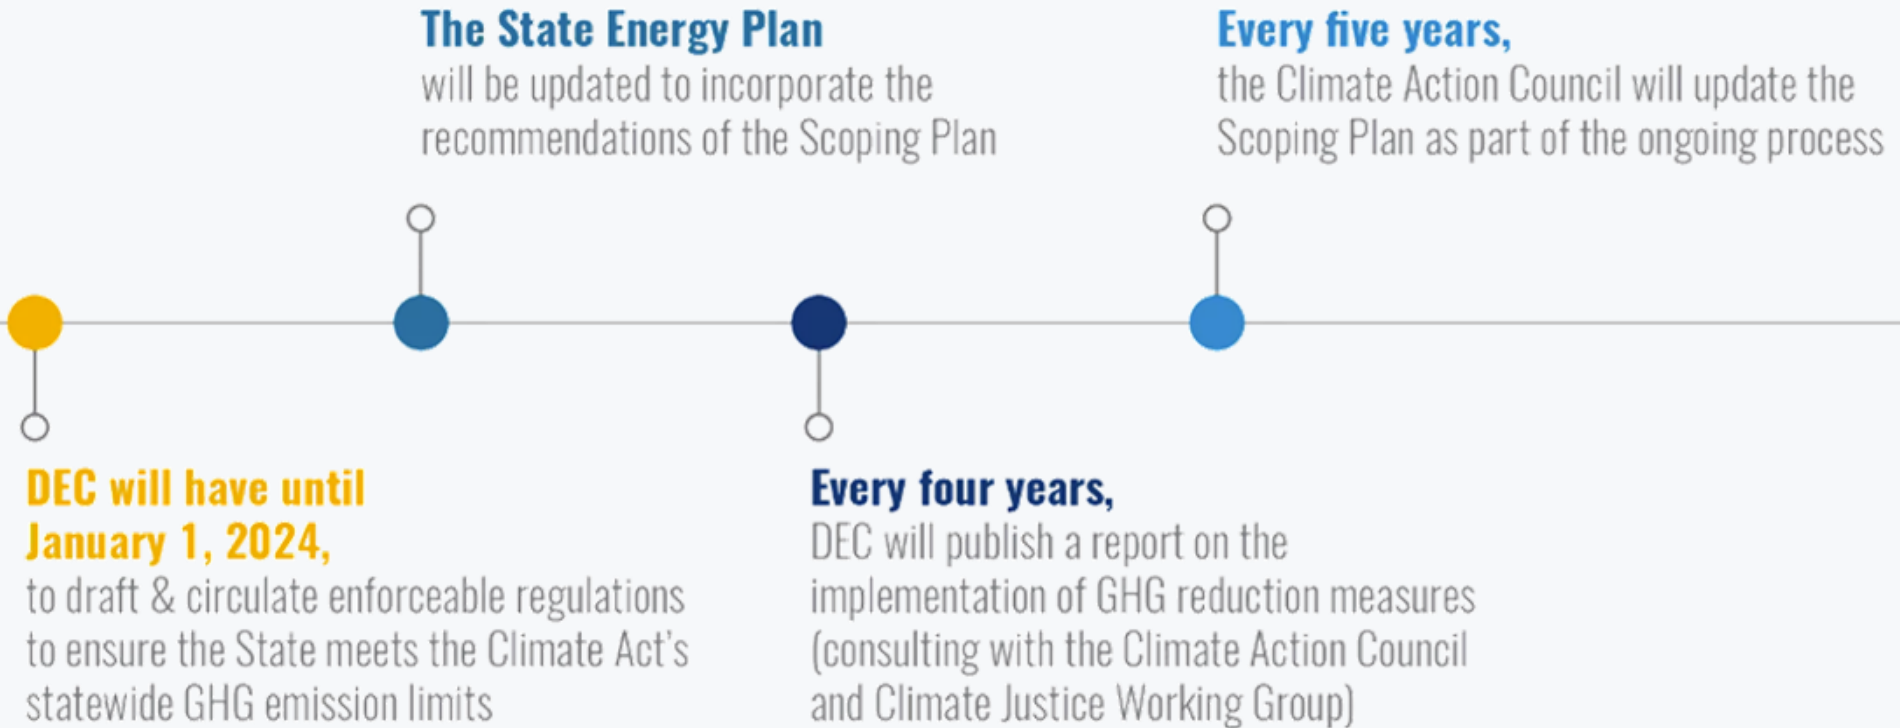 The State Energy Plan
will be updated to incorporate the
recommendations of the Scoping Plan
Every five years,
the Climate Action Council will update the
Scoping Plan as part of the ongoing process
DEC will have until
January 1, 2024,
to draft & circulate enforceable regulations
to ensure the State meets the Climate Act's
statewide GHG emission limits
Every four years,
DEC will publish a report on the
implementation of GHG reduction measures
(consulting with the Climate Action Council
and Climate Justice Working Group)